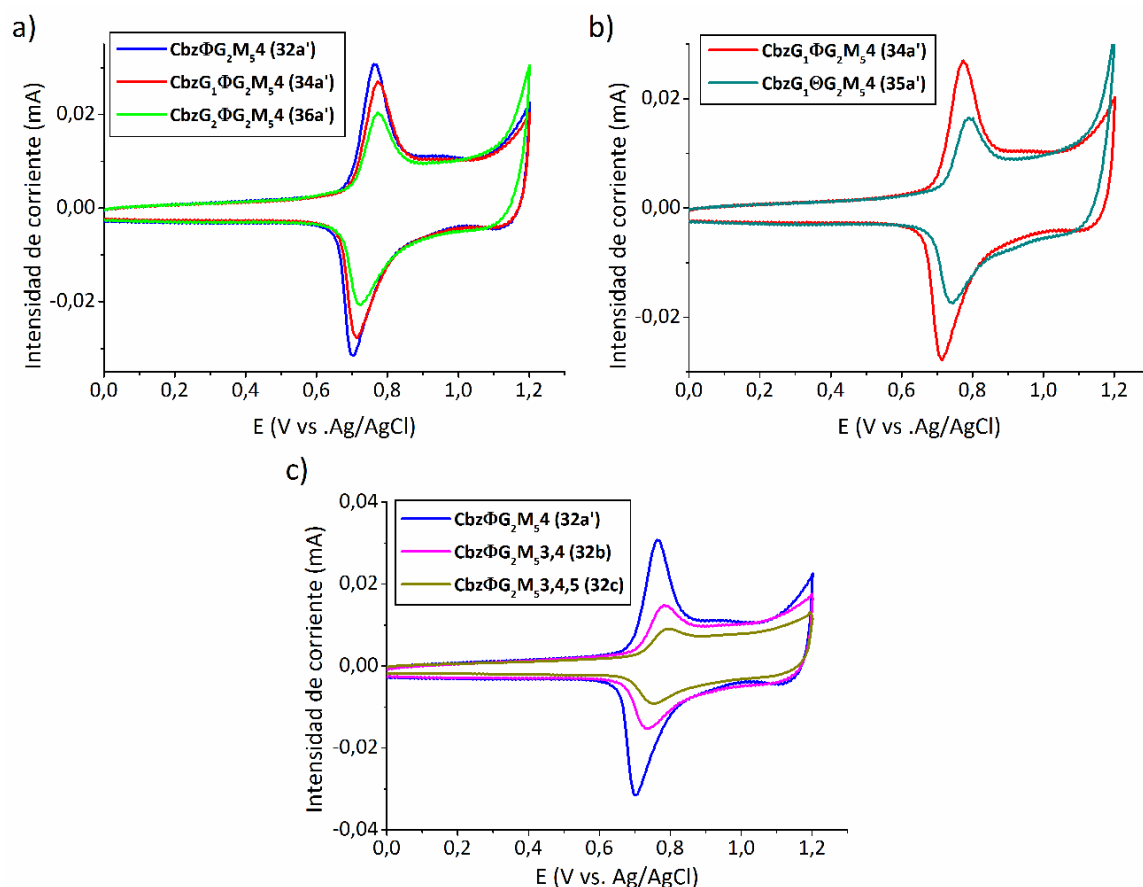 a)
CbzΦG₂M₅4 (32a')
CbzG₁ΦG₂M₅4 (34a')
CbzG₂ΦG₂M₅4 (36a')
Intensidad de corriente (mA)
0,02
0,00
-0,02
0,0 0,2 0,4 0,6 0,8 1,0 1,2
E (V vs .Ag/AgCl)
b)
CbzG₁ΦG₂M₅4 (34a')
CbzG₁ΘG₂M₅4 (35a')
Intensidad de corriente (mA)
0,02
0,00
-0,02
0,0 0,2 0,4 0,6 0,8 1,0 1,2
E (V vs .Ag/AgCl)
c)
CbzΦG₂M₅4 (32a')
CbzΦG₂M₅3,4 (32b)
CbzΦG₂M₅3,4,5 (32c)
Intensidad de corriente (mA)
0,04
0,02
0,00
-0,02
-0,04
0,0 0,2 0,4 0,6 0,8 1,0 1,2
E (V vs. Ag/AgCl)